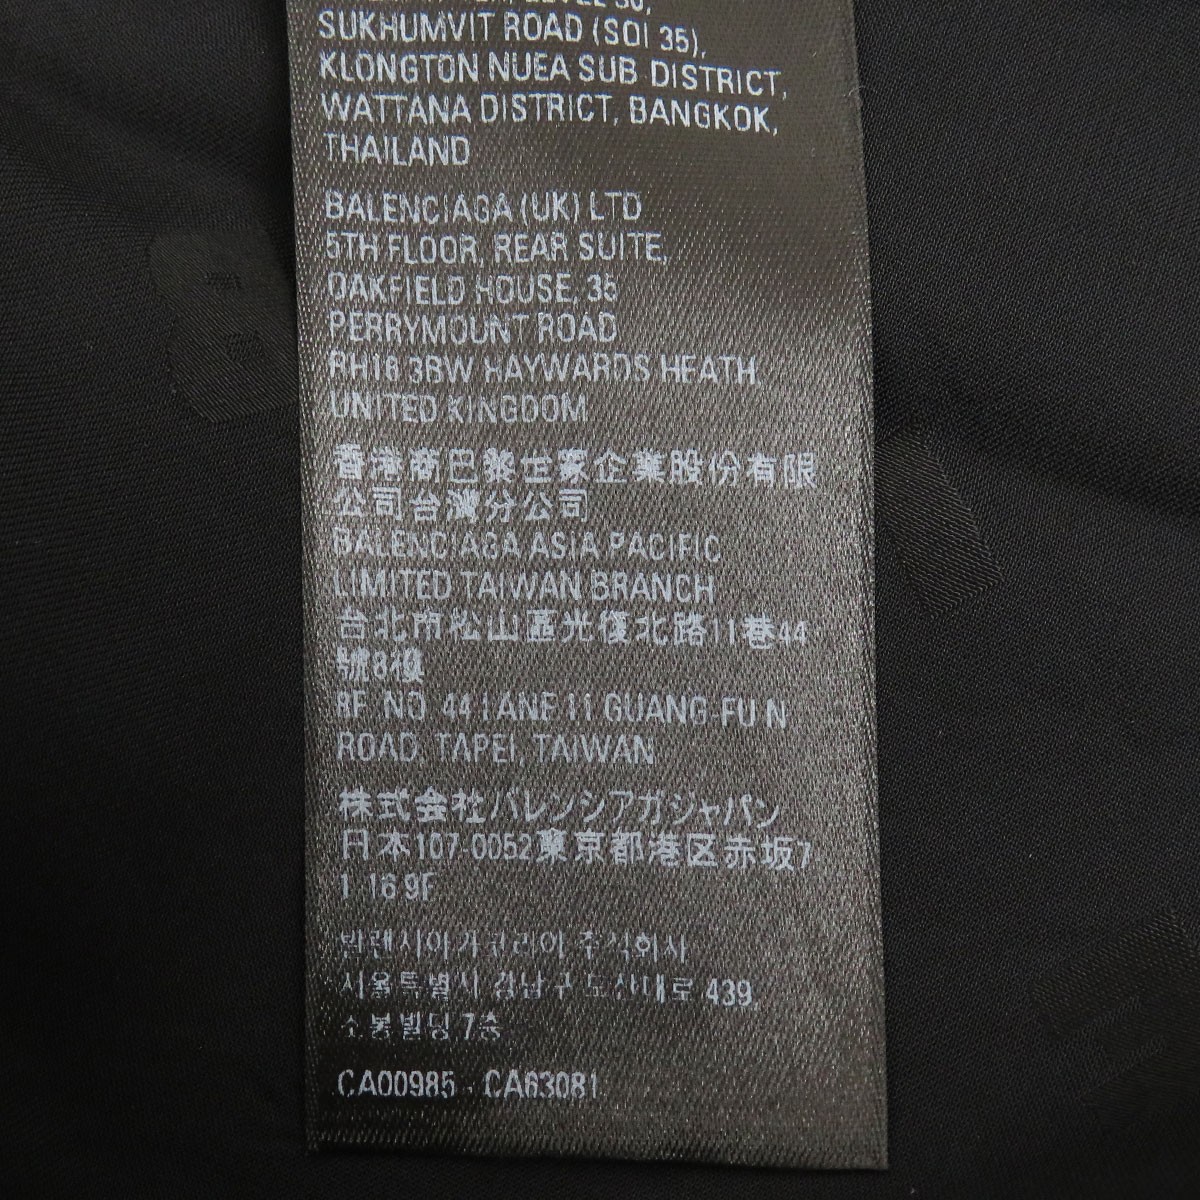 SUKHUMVIT ROAD (SOI 35),
KLONGTON NUEA SUB DISTRICT,
WATTANA DISTRICT, BANGKOK,
THAILAND
BALENCIAGA (UK) LTD
5TH FLOOR, REAR SUITE,
OAKFIELD HOUSE, 35
PERRYMOUNT ROAD
RH16 3BW HAYWARDS HEATH,
UNITED KINGDOM
香港商巴黎世家企業股份有限
公司台灣分公司
BALENCIAGA ASIA PACIFIC
LIMITED TAIWAN BRANCH
台北市松山區光復北路11巷44
號8樓
8F NO. 44 LANE 11 GUANG-FU N
ROAD, TAPEI, TAIWAN
株式会社バレンシアガジャパン
日本107-0052東京都港区赤坂7
1 16 9F
발렌시아가코리아 주식회사
서울특별시 강남구 도산대로 439,
소봉빌딩 7층
CA00985 - CA63081